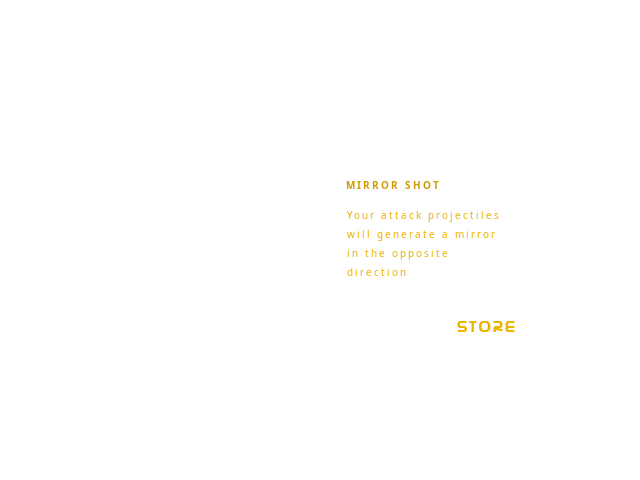 MIRROR SHOT
Your attack projectiles
will generate a mirror
in the opposite
direction
STORE